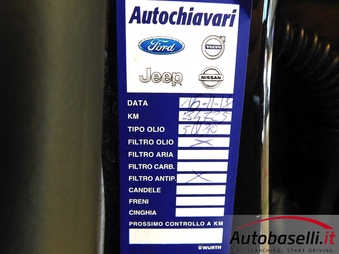 Autochiavari
Ford
VOLVO
Jeep
NISSAN
DATA
KM
TIPO OLIO
FILTRO OLIO X
FILTRO ARIA
FILTRO CARB.
FILTRO ANTIP. X
CANDELE
FRENI
CINGHIA
PROSSIMO CONTROLLO A KM
WURTH
Autobaselli.it